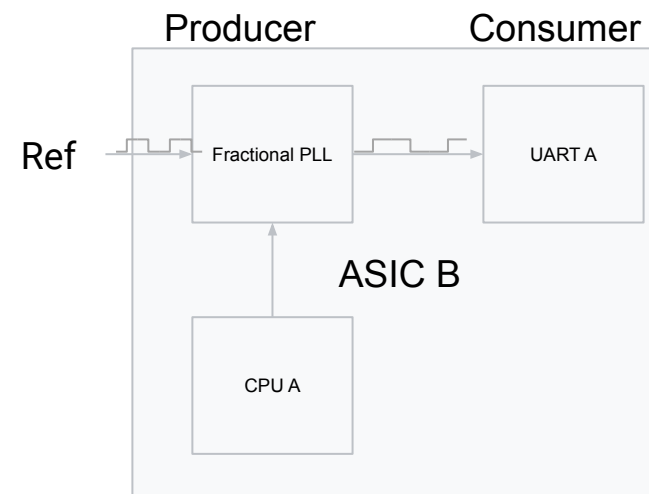 Producer
Consumer
Ref
Fractional PLL
UART A
ASIC B
CPU A